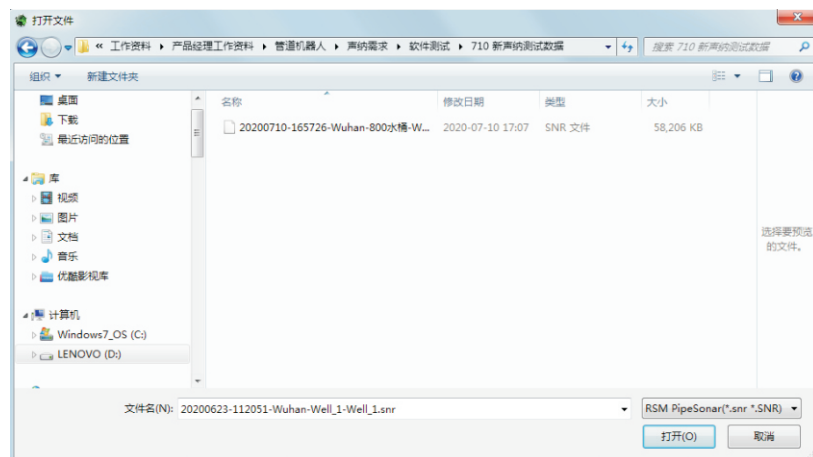 打开文件
« 工作资料 ▸ 产品经理工作资料 ▸ 管道机器人 ▸ 声纳需求 ▸ 软件测试 ▸ 710 新声纳测试数据
搜索 710 新声纳测试数据
组织 新建文件夹
桌面
下载
最近访问的位置
库
视频
图片
文档
音乐
优酷影视库
计算机
Windows7_OS (C:)
LENOVO (D:)
名称 修改日期 类型 大小
20200710-165726-Wuhan-800水桶-W... 2020-07-10 17:07 SNR 文件 58,206 KB
选择要预览
的文件。
文件名(N): 20200623-112051-Wuhan-Well_1-Well_1.snr
RSM PipeSonar(*.snr *.SNR)
打开(O) 取消